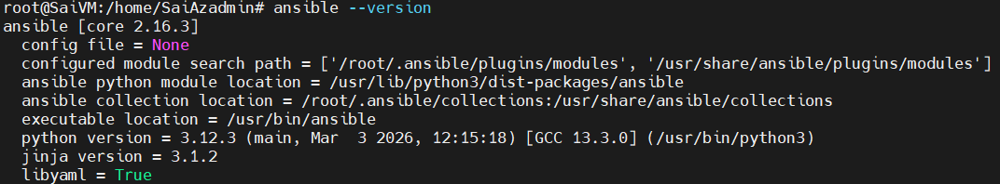 root@SaiVM:/home/SaiAzadmin# ansible --version
ansible [core 2.16.3]
  config file = None
  configured module search path = ['/root/.ansible/plugins/modules', '/usr/share/ansible/plugins/modules']
  ansible python module location = /usr/lib/python3/dist-packages/ansible
  ansible collection location = /root/.ansible/collections:/usr/share/ansible/collections
  executable location = /usr/bin/ansible
  python version = 3.12.3 (main, Mar  3 2026, 12:15:18) [GCC 13.3.0] (/usr/bin/python3)
  jinja version = 3.1.2
  libyaml = True